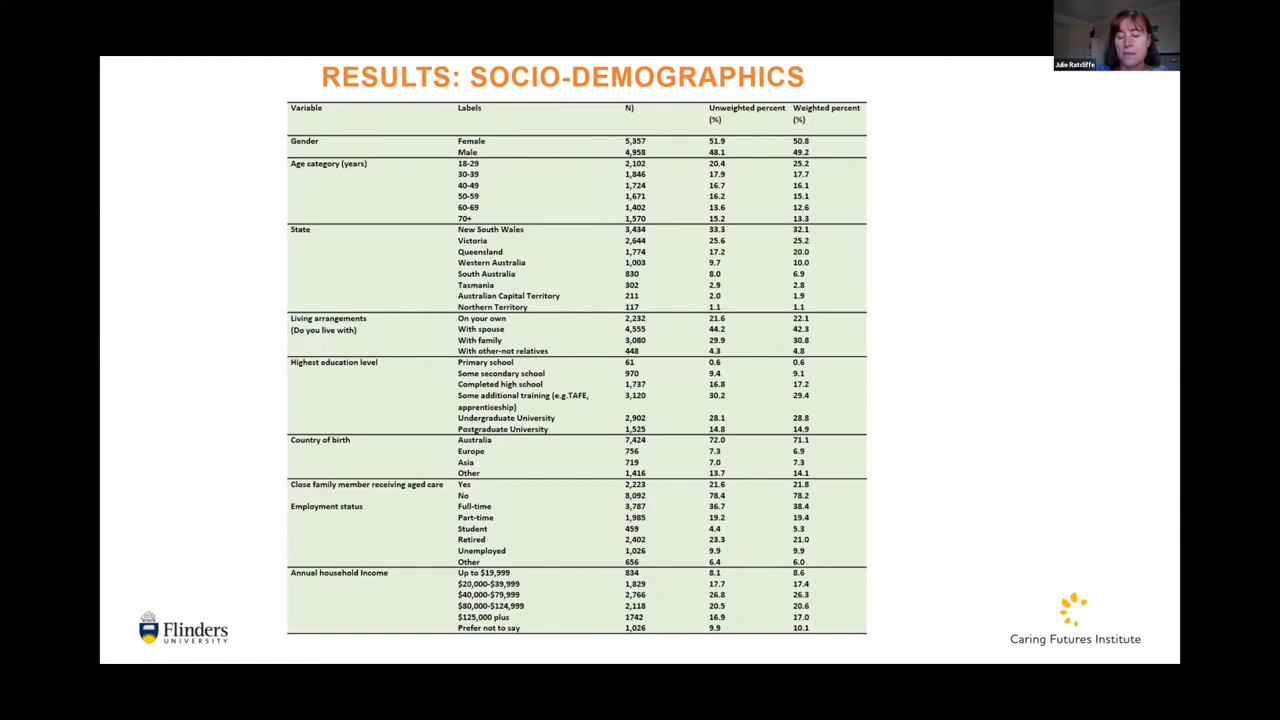 Julie Ratcliffe
RESULTS: SOCIO-DEMOGRAPHICS
Variable Labels N) Unweighted percent (%) Weighted percent (%)
Gender Female 5,357 51.9 50.8
Male 4,958 48.1 49.2
Age category (years) 18-29 2,102 20.4 25.2
30-39 1,846 17.9 17.7
40-49 1,724 16.7 16.1
50-59 1,671 16.2 15.1
60-69 1,402 13.6 12.6
70+ 1,570 15.2 13.3
State New South Wales 3,434 33.3 32.1
Victoria 2,644 25.6 25.2
Queensland 1,774 17.2 20.0
Western Australia 1,003 9.7 10.0
South Australia 830 8.0 6.9
Tasmania 302 2.9 2.8
Australian Capital Territory 211 2.0 1.9
Northern Territory 117 1.1 1.1
Living arrangements On your own 2,232 21.6 22.1
(Do you live with) With spouse 4,555 44.2 42.3
With family 3,080 29.9 30.8
With other-not relatives 448 4.3 4.8
Highest education level Primary school 61 0.6 0.6
Some secondary school 970 9.4 9.1
Completed high school 1,737 16.8 17.2
Some additional training (e.g.TAFE, 3,120 30.2 29.4
apprenticeship)
Undergraduate University 2,902 28.1 28.8
Postgraduate University 1,525 14.8 14.9
Country of birth Australia 7,424 72.0 71.1
Europe 756 7.3 6.9
Asia 719 7.0 7.3
Other 1,416 13.7 14.1
Close family member receiving aged care Yes 2,223 21.6 21.8
No 8,092 78.4 78.2
Employment status Full-time 3,787 36.7 38.4
Part-time 1,985 19.2 19.4
Student 459 4.4 5.3
Retired 2,402 23.3 21.0
Unemployed 1,026 9.9 9.9
Other 656 6.4 6.0
Annual household Income Up to $19,999 834 8.1 8.6
$20,000-$39,999 1,829 17.7 17.4
$40,000-$79,999 2,766 26.8 26.3
$80,000-$124,999 2,118 20.5 20.6
$125,000 plus 1742 16.9 17.0
Prefer not to say 1,026 9.9 10.1
Flinders
UNIVERSITY
Caring Futures Institute